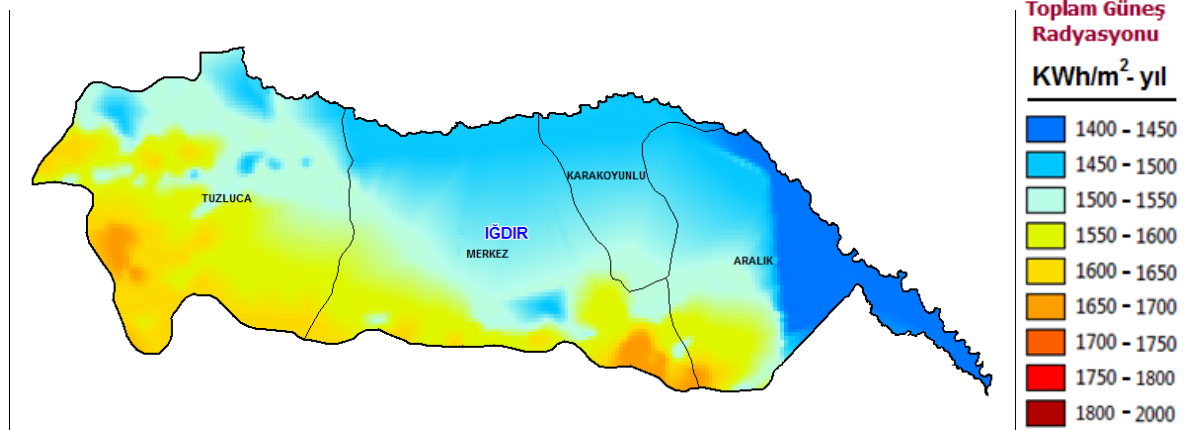 Toplam Güneş
Radyasyonu
KWh/m²- yıl
1400 - 1450
1450 - 1500
1500 - 1550
1550 - 1600
1600 - 1650
1650 - 1700
1700 - 1750
1750 - 1800
1800 - 2000
KARAKOYUNLU
TUZLUCA
IĞDIR
MERKEZ
ARALIK